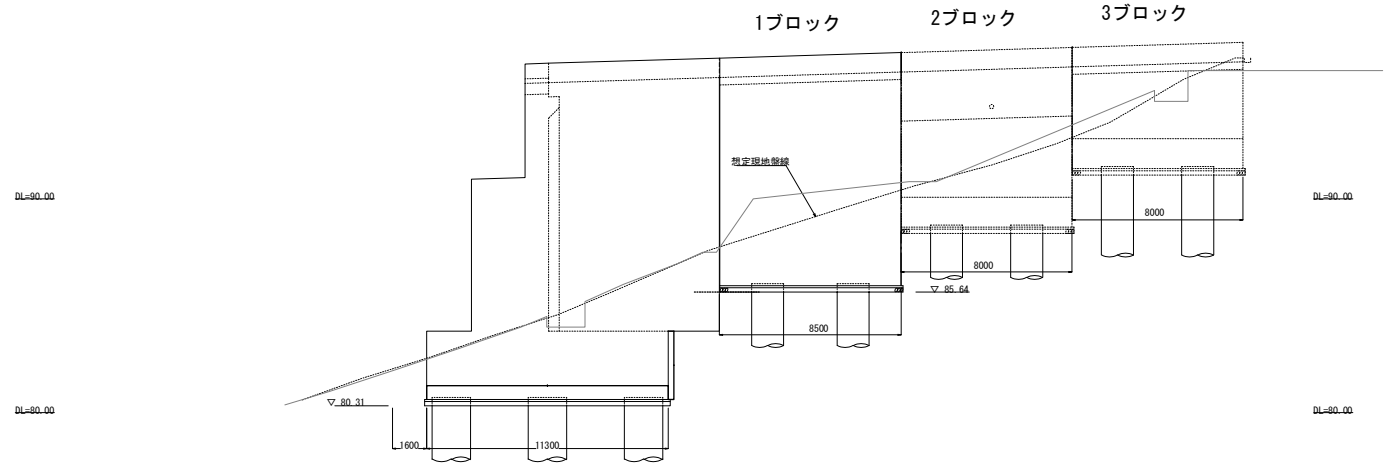 1ブロック
2ブロック
3ブロック
想定現地盤線
DL=90.00
DL=90.00
8000
8000
▽ 85.64
8500
▽ 80.31
DL=80.00
DL=80.00
1600
11300